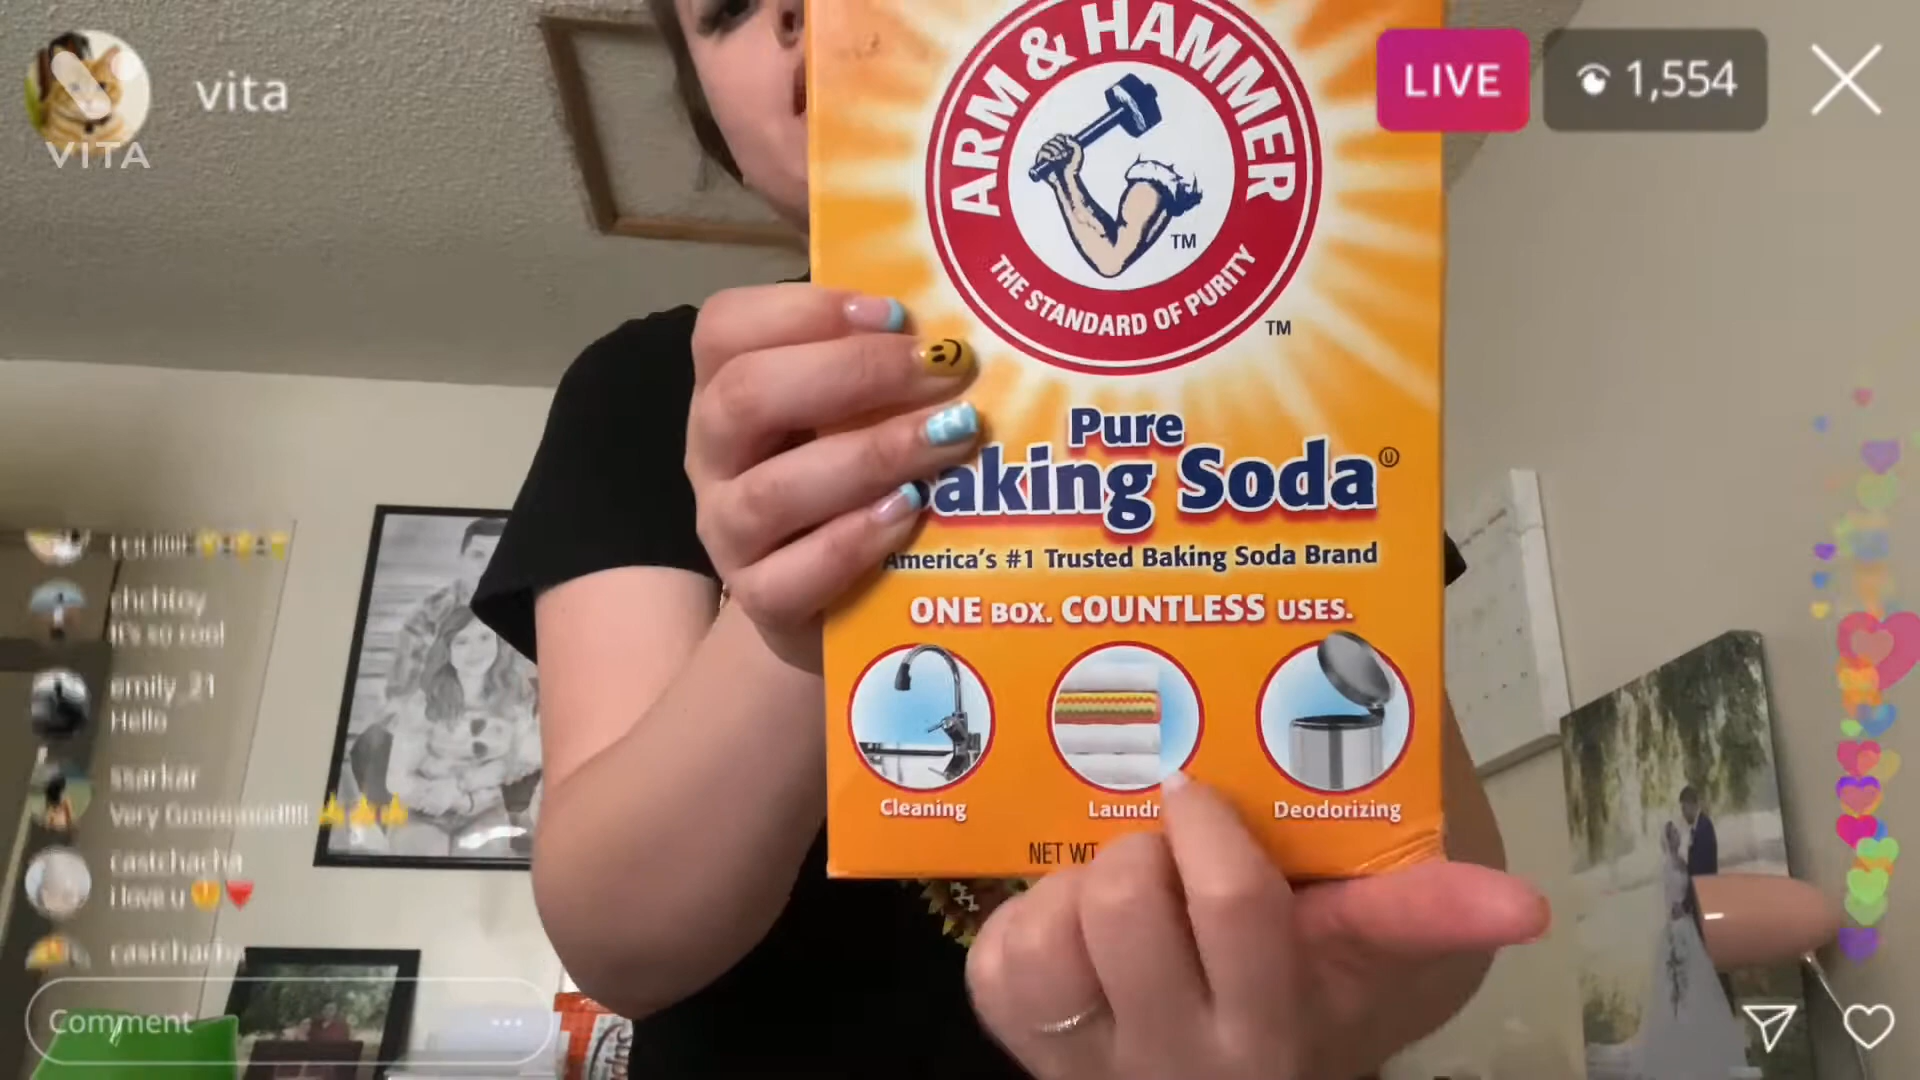 vita
VITA
LIVE
1,554
ARM & HAMMER
TM
THE STANDARD OF PURITY
TM
Pure
aking Soda
America's #1 Trusted Baking Soda Brand
ONE BOX. COUNTLESS USES.
Cleaning
Laundr
Deodorizing
NET WT
chchtoy
It's so cool
emily_21
Hello
ssarkar
castchacha
i love u
castchacha
Comment